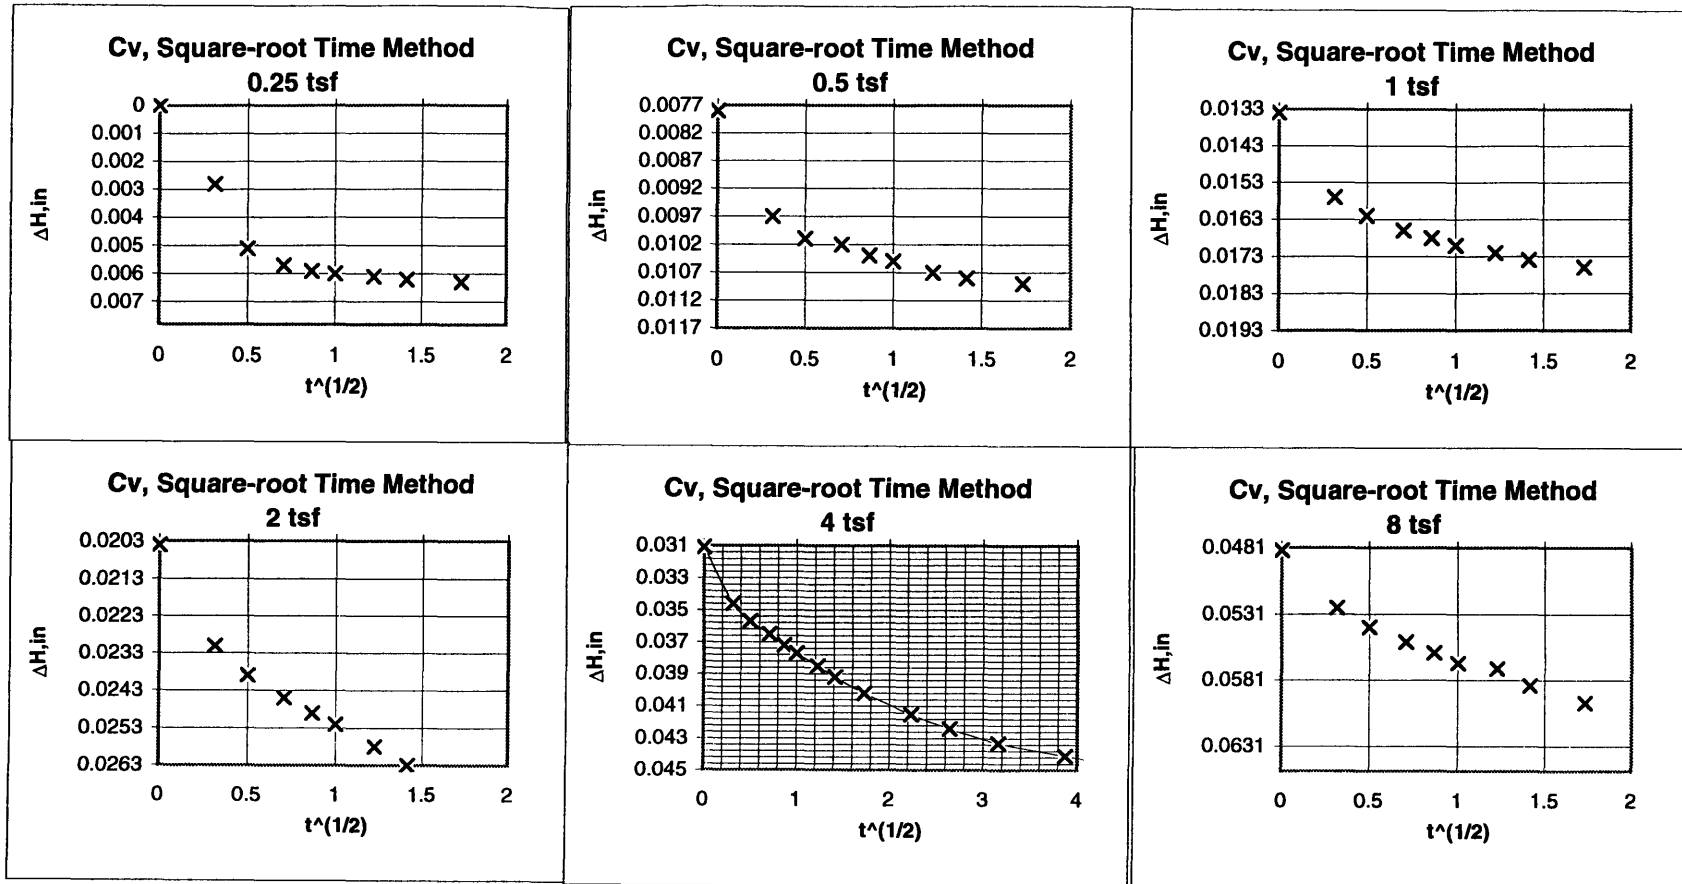 Cv, Square-root Time Method
0.25 tsf
0
0.001
0.002
0.003
0.004
0.005
0.006
0.007
ΔH,in
0 0.5 1 1.5 2
t^(1/2)
Cv, Square-root Time Method
0.5 tsf
0.0077
0.0082
0.0087
0.0092
0.0097
0.0102
0.0107
0.0112
0.0117
ΔH,in
0 0.5 1 1.5 2
t^(1/2)
Cv, Square-root Time Method
1 tsf
0.0133
0.0143
0.0153
0.0163
0.0173
0.0183
0.0193
ΔH,in
0 0.5 1 1.5 2
t^(1/2)
Cv, Square-root Time Method
2 tsf
0.0203
0.0213
0.0223
0.0233
0.0243
0.0253
0.0263
ΔH,in
0 0.5 1 1.5 2
t^(1/2)
Cv, Square-root Time Method
4 tsf
0.031
0.033
0.035
0.037
0.039
0.041
0.043
0.045
ΔH,in
0 1 2 3 4
t^(1/2)
Cv, Square-root Time Method
8 tsf
0.0481
0.0531
0.0581
0.0631
ΔH,in
0 0.5 1 1.5 2
t^(1/2)